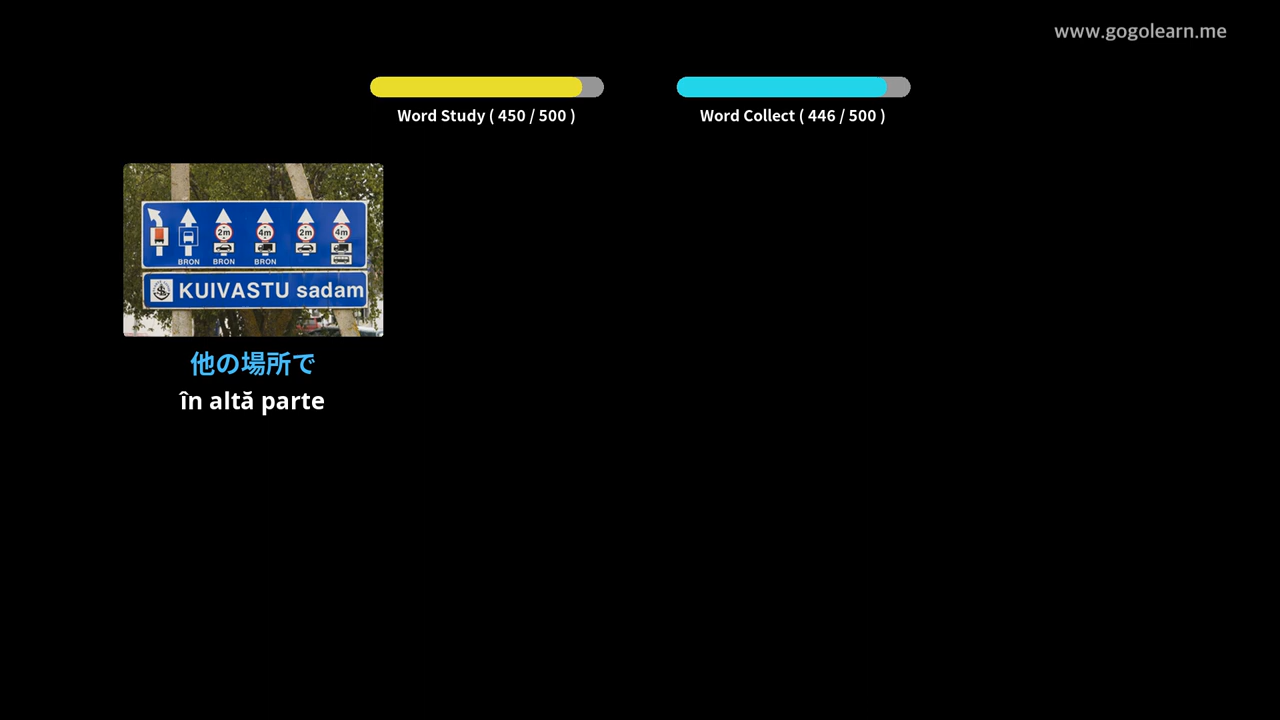 www.gogolearn.me
Word Study ( 450 / 500 )
Word Collect ( 446 / 500 )
2m 4m 2m 4m
BRON BRON BRON
KUIVASTU sadam
他の場所で
în altă parte